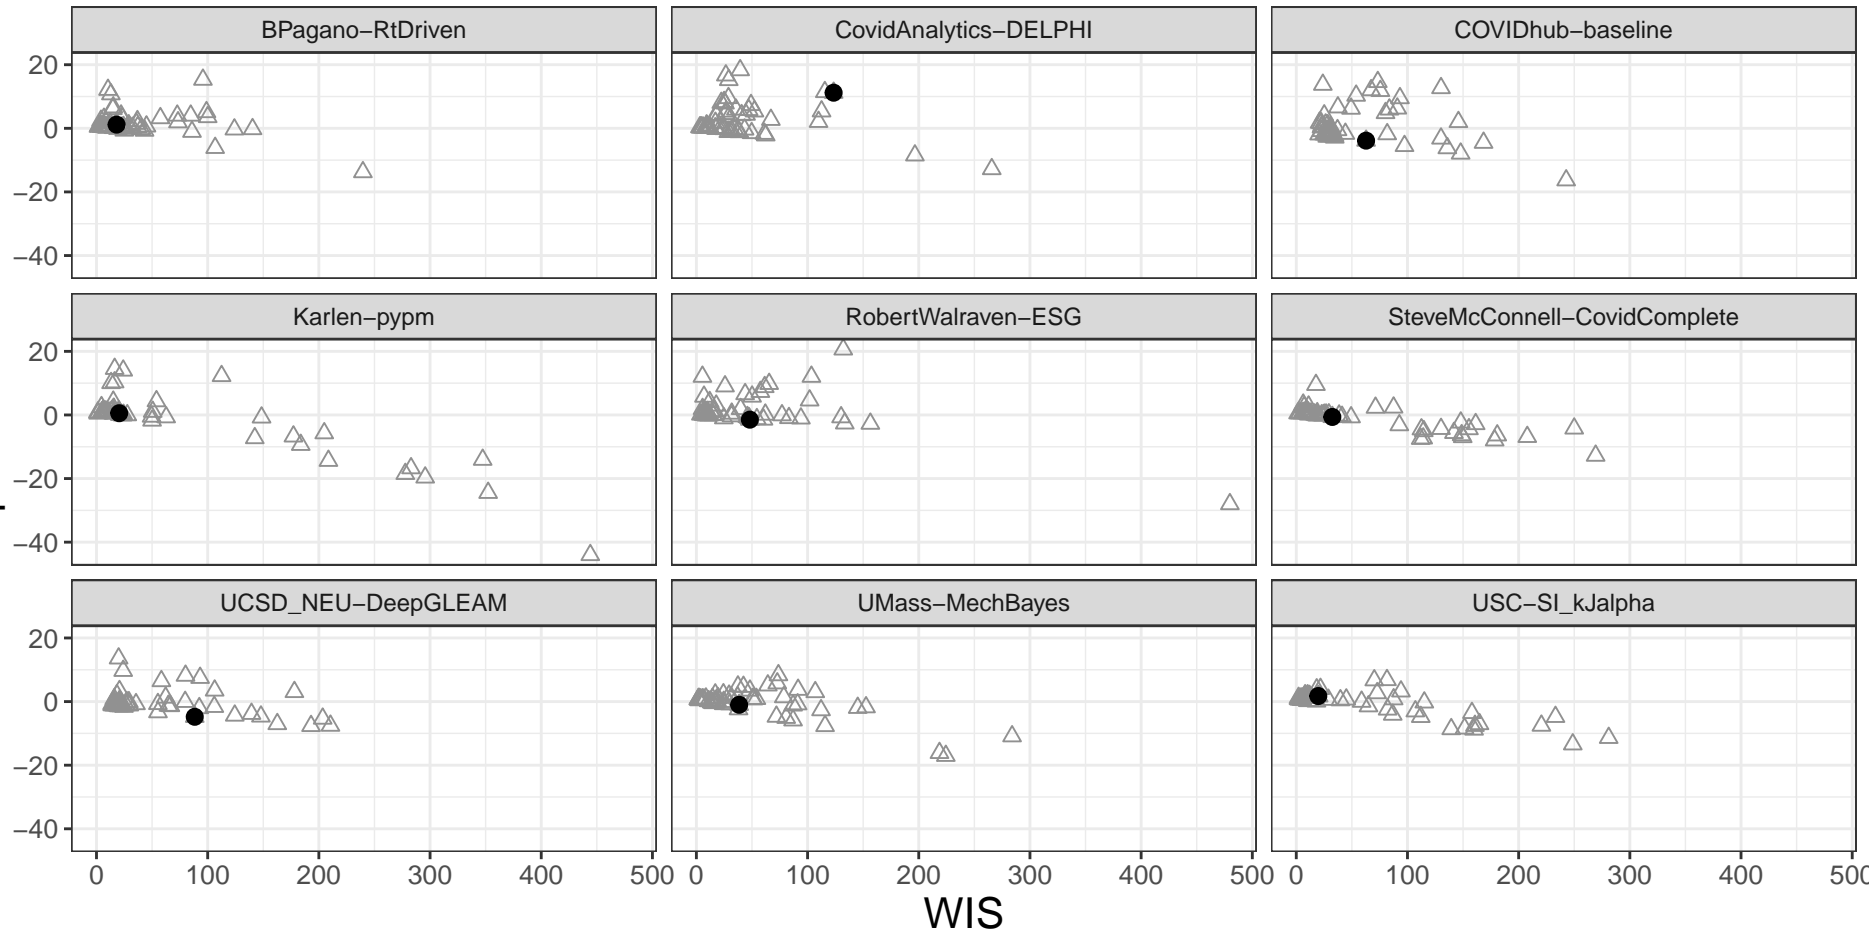 BPagano−RtDriven CovidAnalytics−DELPHI COVIDhub−baseline
20
0
−20
−40
Karlen−pypm RobertWalraven−ESG SteveMcConnell−CovidComplete
20
0
−20
−40
UCSD_NEU−DeepGLEAM UMass−MechBayes USC−SI_kJalpha
20
0
−20
−40
0 100 200 300 400 500 0 100 200 300 400 500 0 100 200 300 400 500
WIS